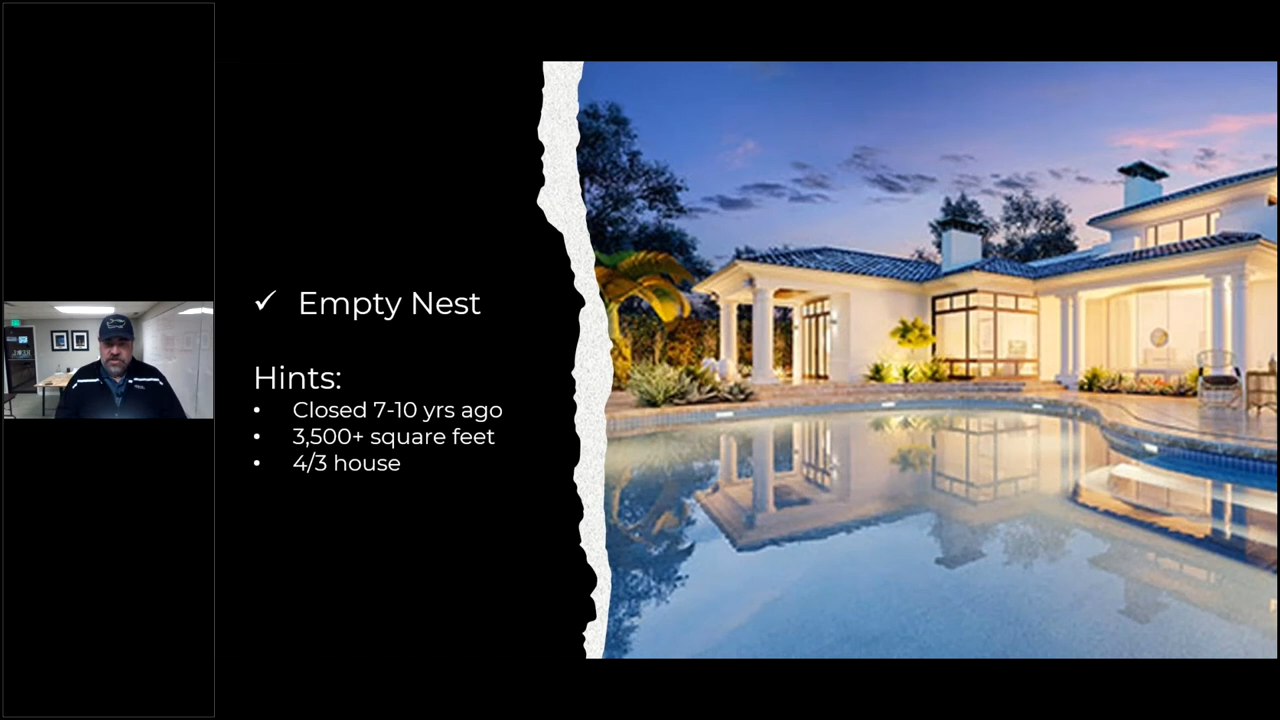 ✓ Empty Nest
Hints:
• Closed 7-10 yrs ago
• 3,500+ square feet
• 4/3 house